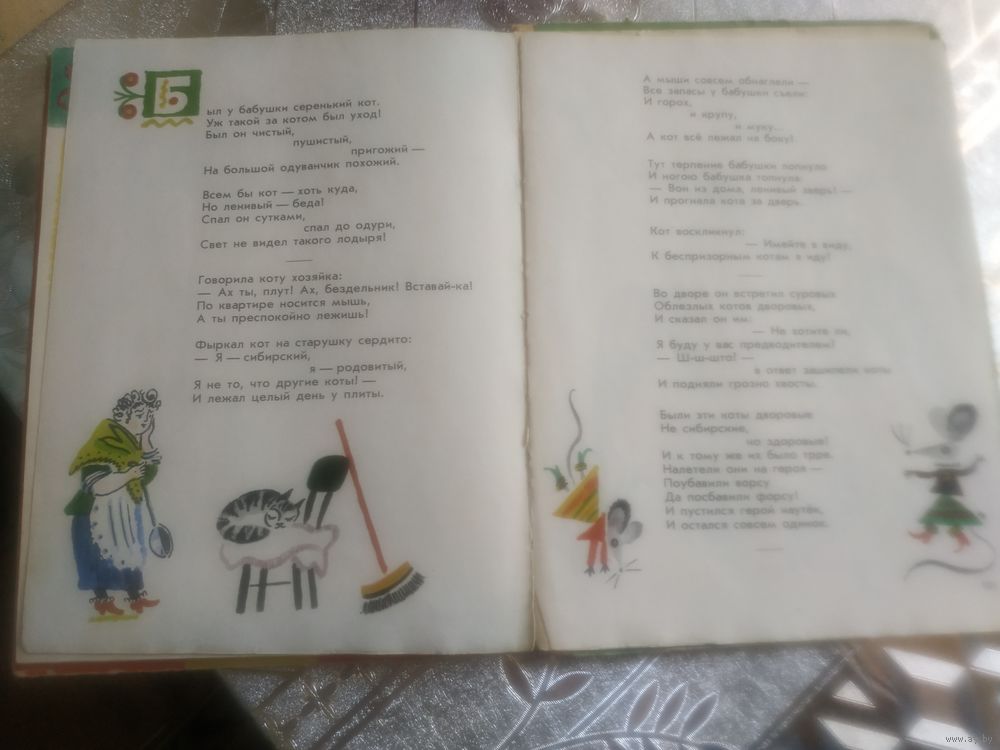 Был у бабушки серенький кот.
Уж такой за котом был уход!
Был он чистый,
пушистый,
пригожий —
На большой одуванчик похожий.
Всем бы кот — хоть куда,
Но ленивый — беда!
Спал он сутками,
спал до одури,
Свет не видел такого лодыря!
Говорила коту хозяйка:
— Ах ты, плут! Ах, бездельник! Вставай-ка!
По квартире носится мышь,
А ты преспокойно лежишь!
Фыркал кот на старушку сердито:
— Я — сибирский,
я — родовитый,
Я не то, что другие коты! —
И лежал целый день у плиты.
А мыши совсем обнаглели —
Все запасы у бабушки съели:
И горох,
и крупу,
и муку...
А кот всё лежал на боку!
Тут терпение бабушки лопнуло
И ногою бабушка топнула:
— Вон из дома, ленивый зверь! —
И прогнала кота за дверь.
Кот воскликнул:
— Имейте в виду,
К беспризорным котам я иду!
Во дворе он встретил суровых
Облезлых котов дворовых,
И сказал он им:
— Не хотите ли,
Я буду у вас предводителем!
— Ш-ш-што! —
в ответ зашипели коты
И подняли грозно хвосты.
Были эти коты дворовые
Не сибирские,
но здоровые!
И к тому же их было трое.
Налетели они на героя —
Поубавили ворсу
Да посбавили форсу!
И пустился герой наутёк,
И остался совсем одинок.
www.ay.by